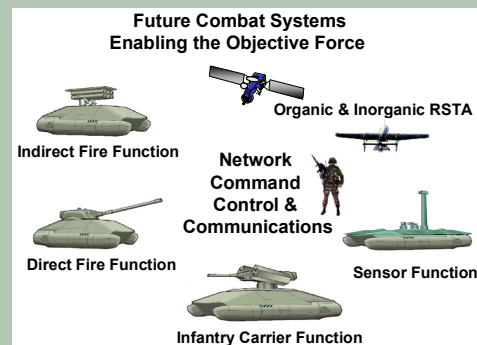 Future Combat Systems
Enabling the Objective Force
Organic & Inorganic RSTA
Indirect Fire Function
Network
Command
Control &
Communications
Direct Fire Function
Sensor Function
Infantry Carrier Function